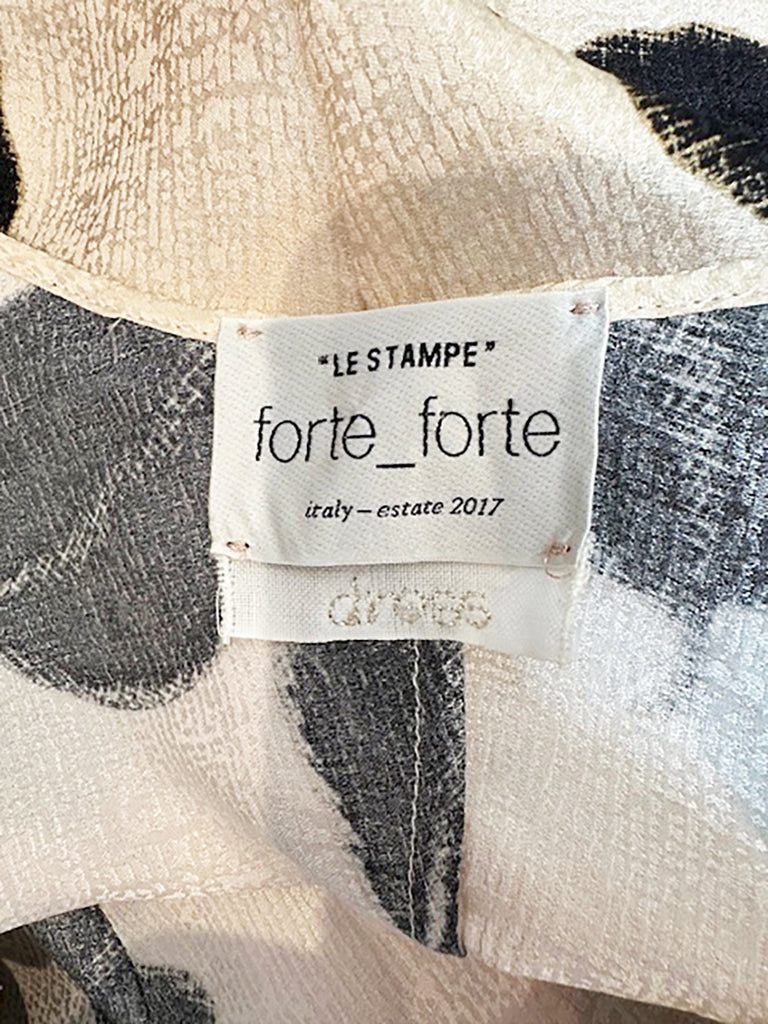 “LE STAMPE”
forte_forte
italy – estate 2017
dress